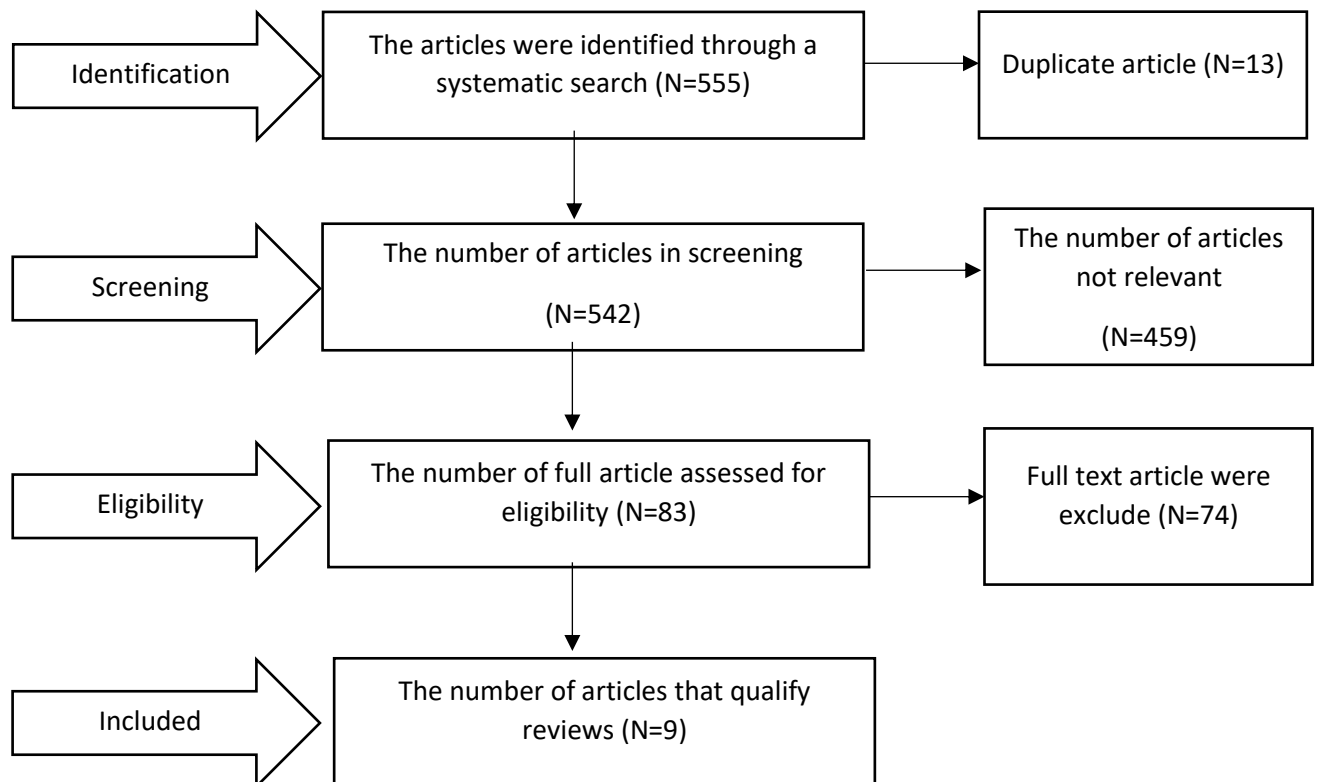 Identification
The articles were identified through a
systematic search (N=555)
Duplicate article (N=13)
Screening
The number of articles in screening
(N=542)
The number of articles
not relevant
(N=459)
Eligibility
The number of full article assessed for
eligibility (N=83)
Full text article were
exclude (N=74)
Included
The number of articles that qualify
reviews (N=9)